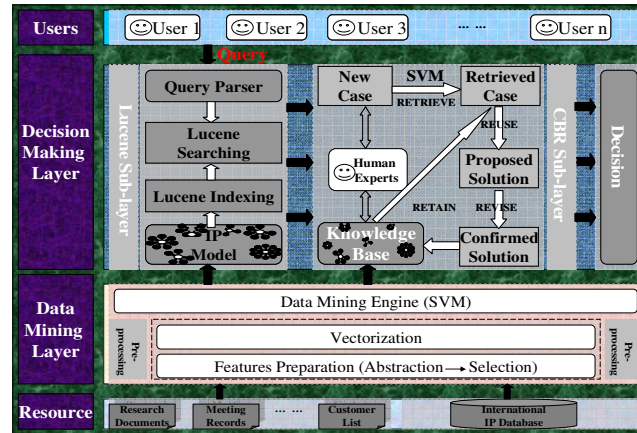 Users
User 1
User 2
User 3
... ...
User n
Query
Decision
Making
Layer
Lucene Sub-layer
Query Parser
Lucene
Searching
Lucene Indexing
IP
Model
New
Case
SVM
RETRIEVE
Retrieved
Case
REUSE
Human
Experts
Proposed
Solution
RETAIN
REVISE
Knowledge
Base
Confirmed
Solution
CBR Sub-layer
Decision
Data
Mining
Layer
Data Mining Engine (SVM)
Pre-
processing
Vectorization
Features Preparation (Abstraction → Selection)
Pre-
processing
Resource
Research
Documents
Meeting
Records
... ...
Customer
List
International
IP Database